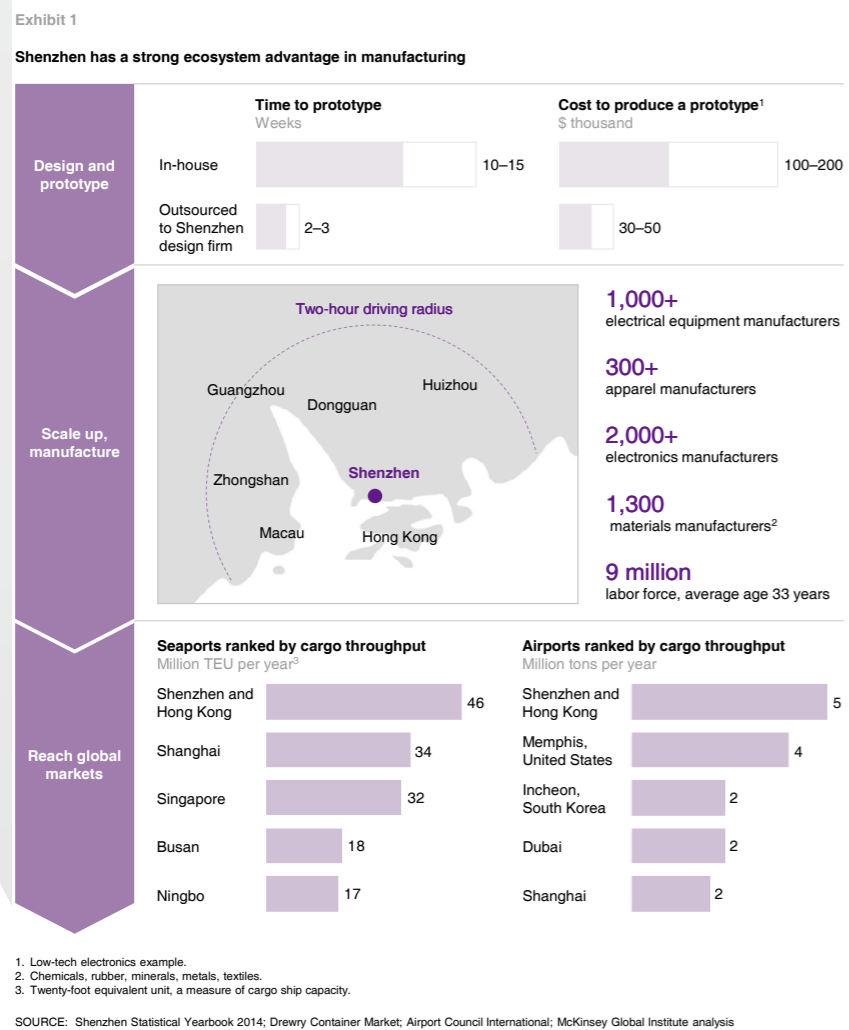 Exhibit 1
Shenzhen has a strong ecosystem advantage in manufacturing
Design and
prototype
Time to prototype
Weeks
In-house
10–15
Outsourced
to Shenzhen
design firm
2–3
Cost to produce a prototype1
$ thousand
100–200
30–50
Scale up,
manufacture
Two-hour driving radius
Guangzhou
Dongguan
Huizhou
Zhongshan
Shenzhen
Macau
Hong Kong
1,000+
electrical equipment manufacturers
300+
apparel manufacturers
2,000+
electronics manufacturers
1,300
materials manufacturers2
9 million
labor force, average age 33 years
Reach global
markets
Seaports ranked by cargo throughput
Million TEU per year3
Shenzhen and
Hong Kong
46
Shanghai
34
Singapore
32
Busan
18
Ningbo
17
Airports ranked by cargo throughput
Million tons per year
Shenzhen and
Hong Kong
5
Memphis,
United States
4
Incheon,
South Korea
2
Dubai
2
Shanghai
2
1. Low-tech electronics example.
2. Chemicals, rubber, minerals, metals, textiles.
3. Twenty-foot equivalent unit, a measure of cargo ship capacity.
SOURCE: Shenzhen Statistical Yearbook 2014; Drewry Container Market; Airport Council International; McKinsey Global Institute analysis